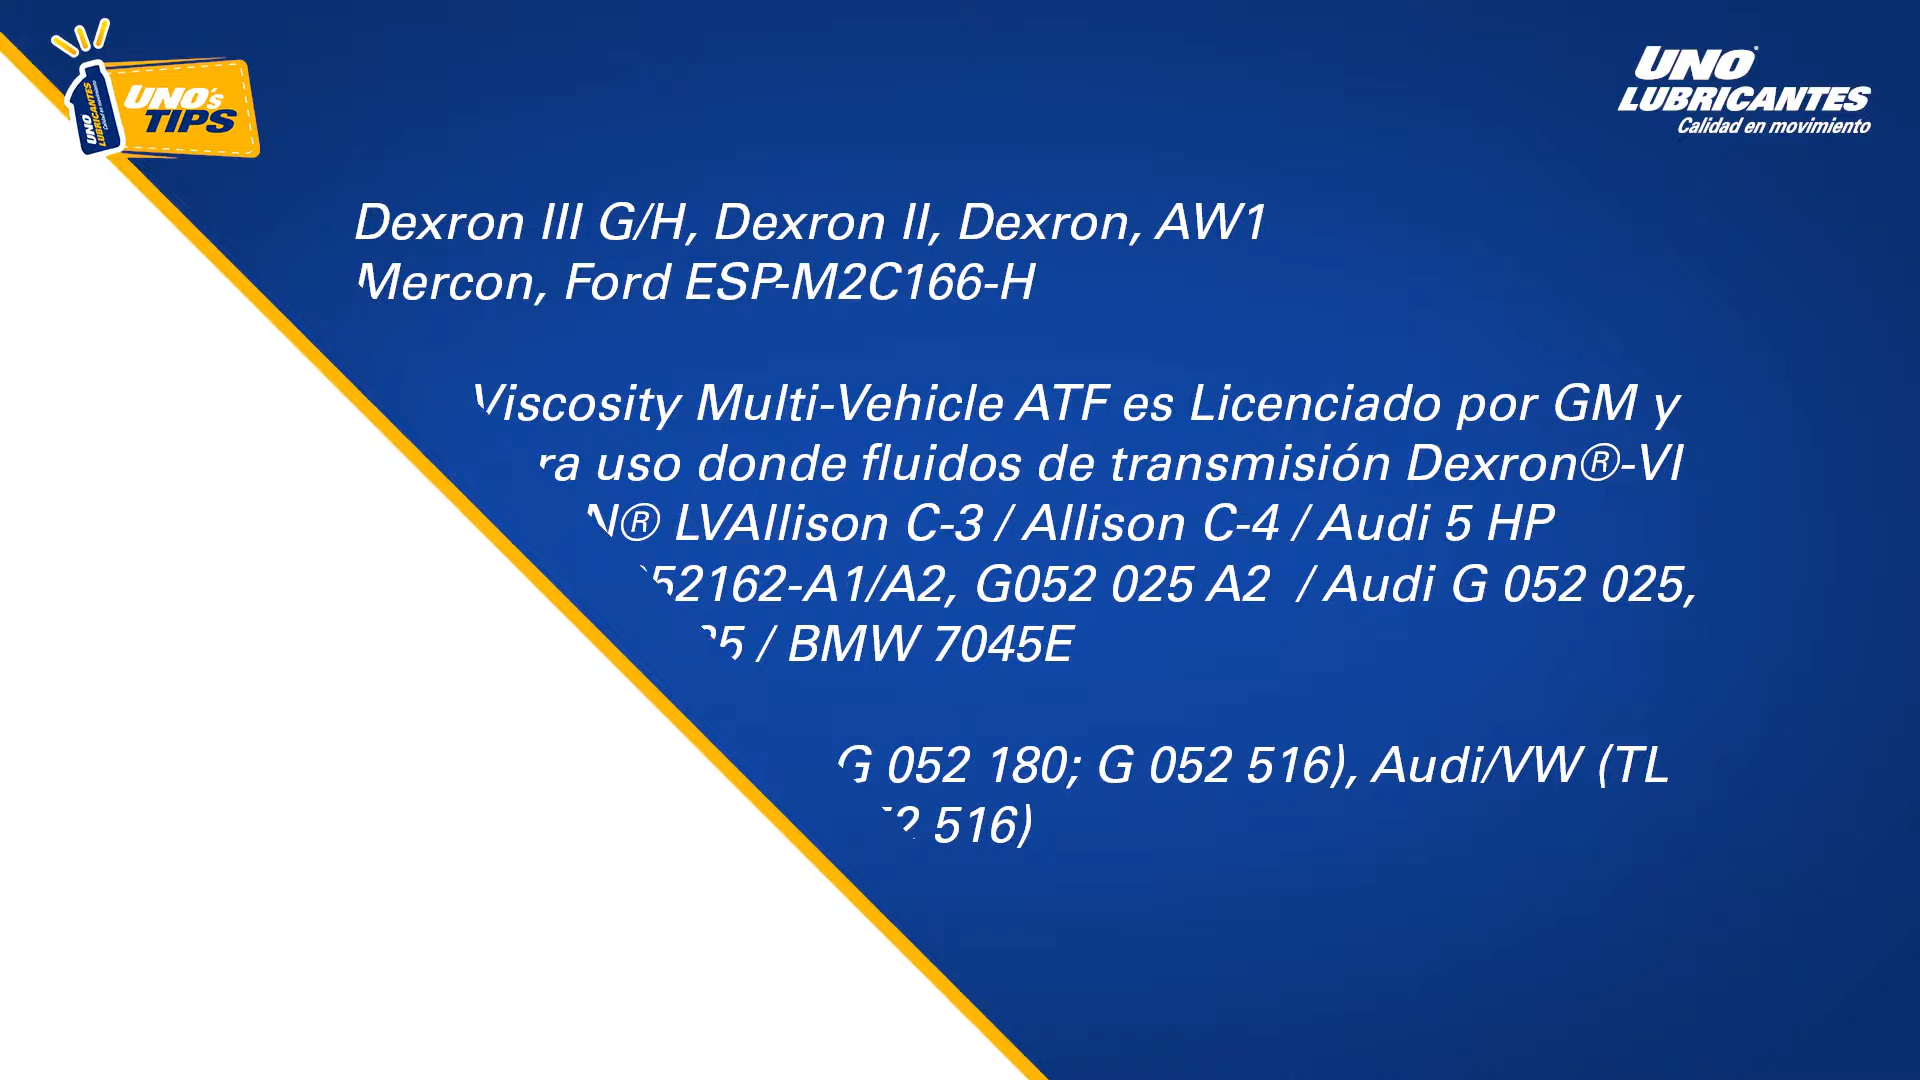 UNO's
TIPS
UNO
LUBRICANTES
Calidad en movimiento
UNO
LUBRICANTES
Calidad en movimiento
Dexron III G/H, Dexron II, Dexron, AW1
Mercon, Ford ESP-M2C166-H
Viscosity Multi-Vehicle ATF es Licenciado por GM y
uso donde fluidos de transmisión Dexron®-VI
LVAllison C-3 / Allison C-4 / Audi 5 HP
G052 025 A2 / Audi G 052 025,
/ BMW 7045E
G 052 180; G 052 516), Audi/VW (TL
516)